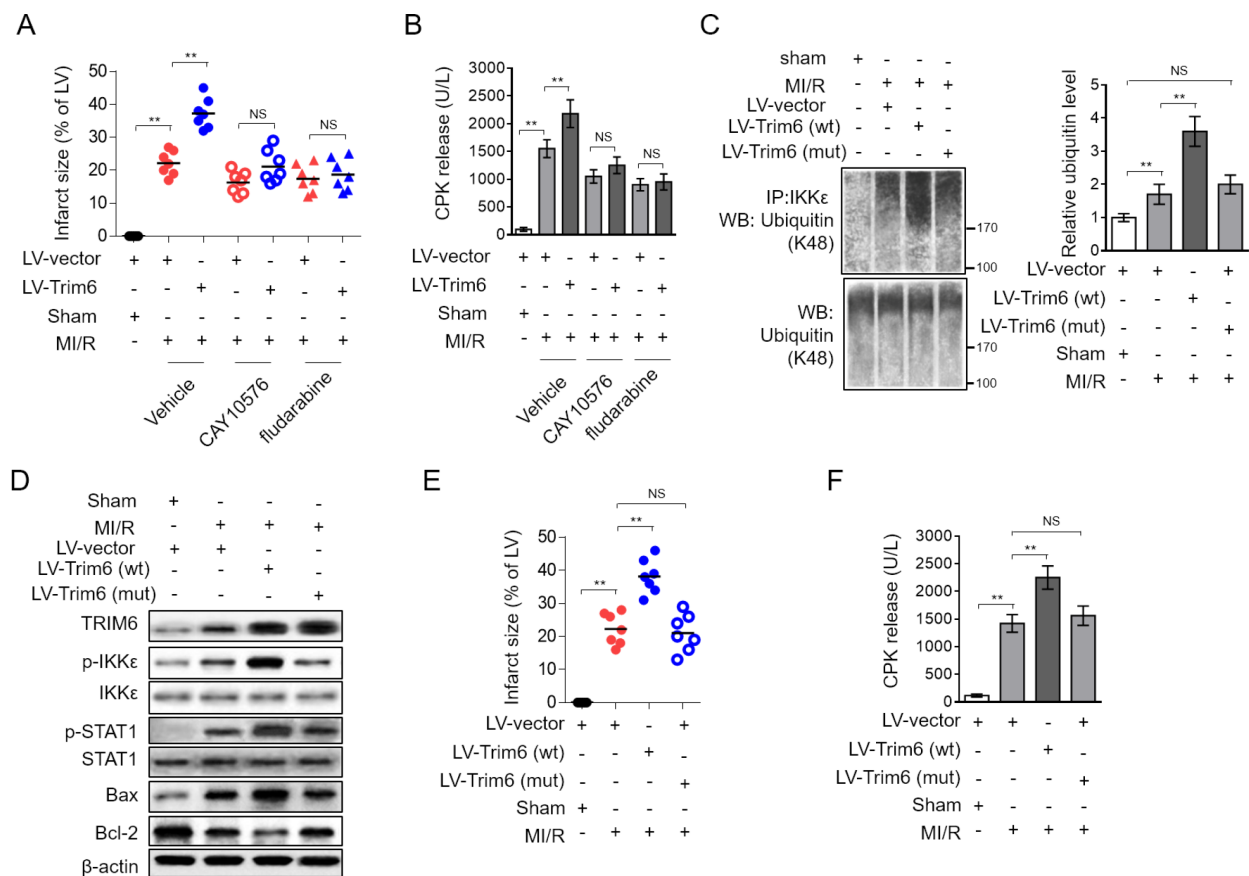 A
Infarct size (% of LV)
50
40
30
20
10
0
** ** NS NS
LV-vector + + - + - + -
LV-Trim6 - - + - + - +
Sham + - - - - - -
MI/R - + + + + + +
Vehicle
CAY10576
fludarabine
B
CPK release (U/L)
3000
2500
2000
1500
1000
500
0
** ** NS NS
LV-vector + + - + - + -
LV-Trim6 - - + - + - +
Sham + - - - - - -
MI/R - + + + + + +
Vehicle
CAY10576
fludarabine
C
sham + - - -
MI/R - + + +
LV-vector + + - -
LV-Trim6 (wt) - - + -
LV-Trim6 (mut) - - - +
IP:IKKε
WB: Ubiquitin
(K48)
170
100
WB:
Ubiquitin
(K48)
170
100
Relative ubiquitin level
5
4
3
2
1
0
NS
** **
LV-vector + + - +
LV-Trim6 (wt) - - + -
LV-Trim6 (mut) - - - +
Sham + - - -
MI/R - + + +
D
Sham + - - -
MI/R - + + +
LV-vector + + - -
LV-Trim6 (wt) - - + -
LV-Trim6 (mut) - - - +
TRIM6
p-IKKε
IKKε
p-STAT1
STAT1
Bax
Bcl-2
β-actin
E
Infarct size (% of LV)
50
40
30
20
10
0
NS
** **
LV-vector + + - +
LV-Trim6 (wt) - - + -
LV-Trim6 (mut) - - - +
Sham + - - -
MI/R - + + +
F
CPK release (U/L)
3000
2500
2000
1500
1000
500
0
NS
** **
LV-vector + + - +
LV-Trim6 (wt) - - + -
LV-Trim6 (mut) - - - +
Sham + - - -
MI/R - + + +